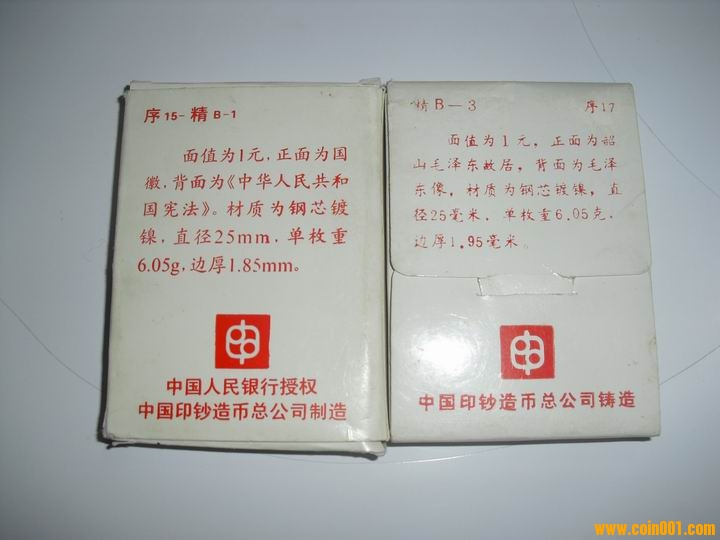 序15-精B-1
面值为1元，正面为国
徽，背面为《中华人民共和
国宪法》。材质为钢芯镀
镍，直径25mm，单枚重
6.05g，边厚1.85mm。
中国人民银行授权
中国印钞造币总公司制造
精B—3 序17
面值为1元，正面为韶
山毛泽东故居，背面为毛泽
东像，材质为钢芯镀镍，直
径25毫米，单枚重6.05克，
边厚1.95毫米。
中国印钞造币总公司铸造
www.coin001.com